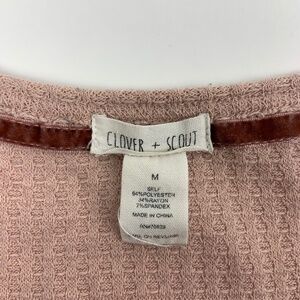 CLOVER + SCOUT
M
SELF
64%POLYESTER
34%RAYON
2%SPANDEX
MADE IN CHINA